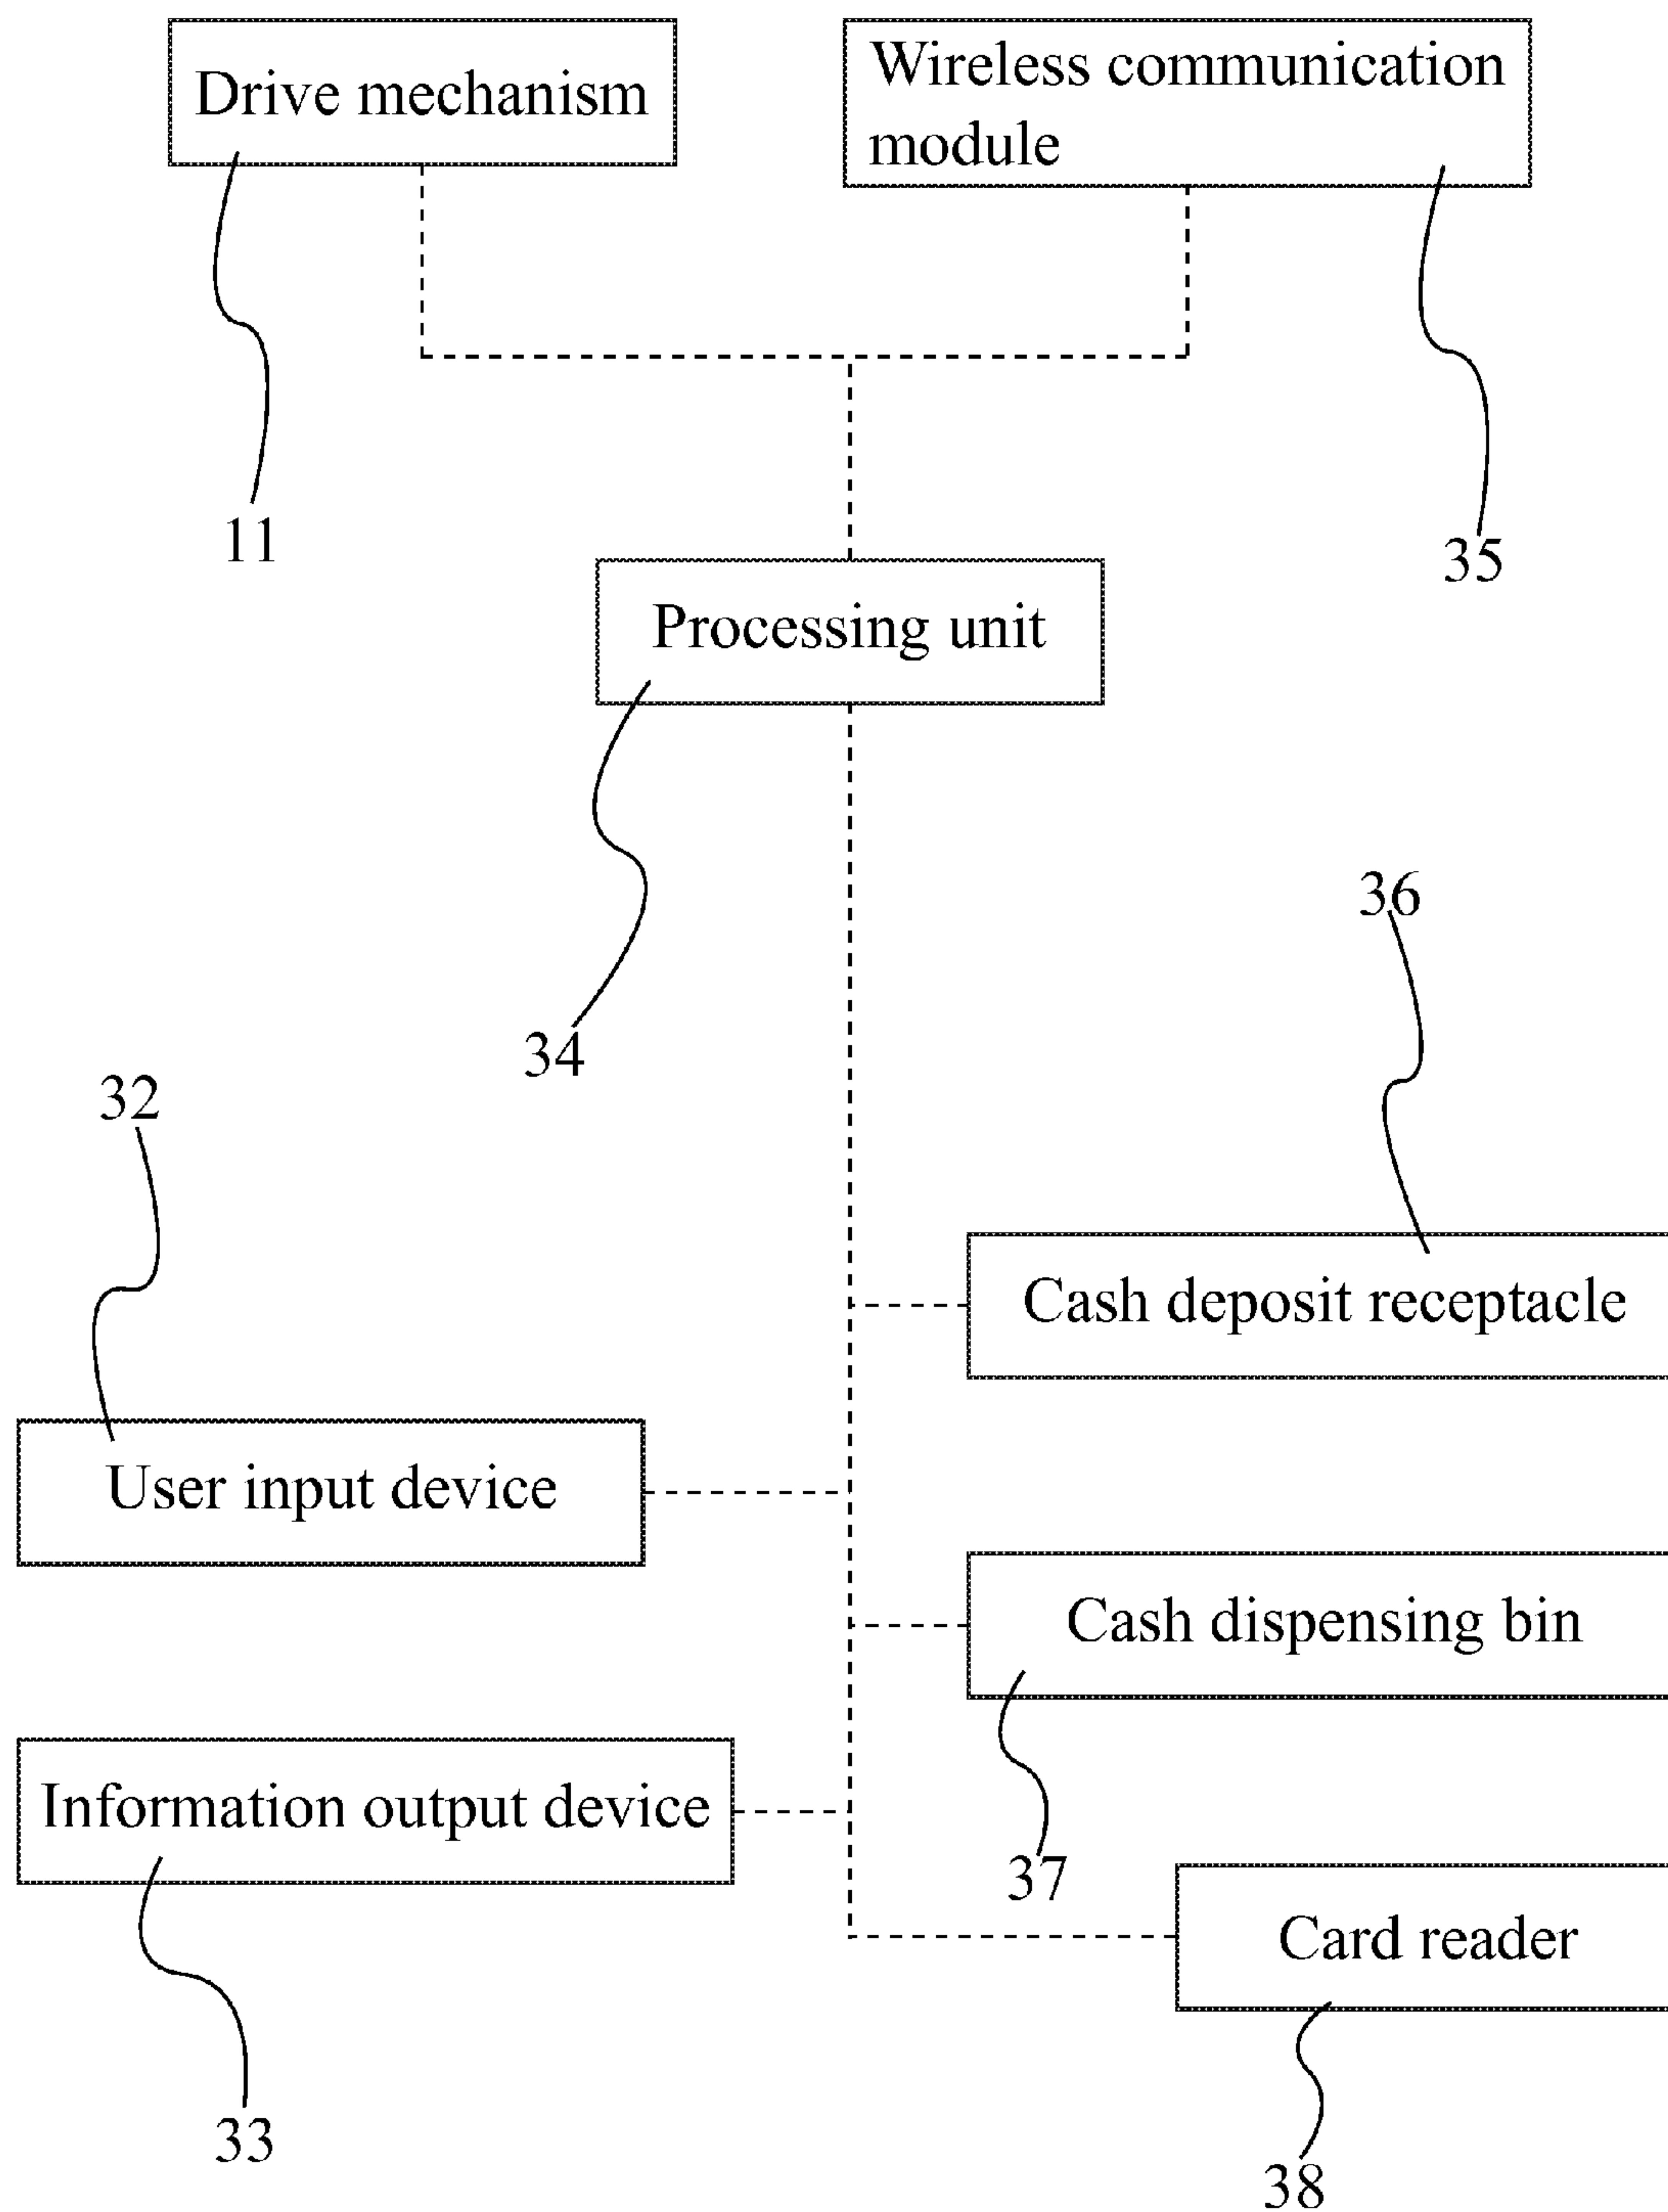 Drive mechanism
Wireless communication
module
11
35
Processing unit
34
36
32
Cash deposit receptacle
User input device
Cash dispensing bin
Information output device
37
Card reader
33
38